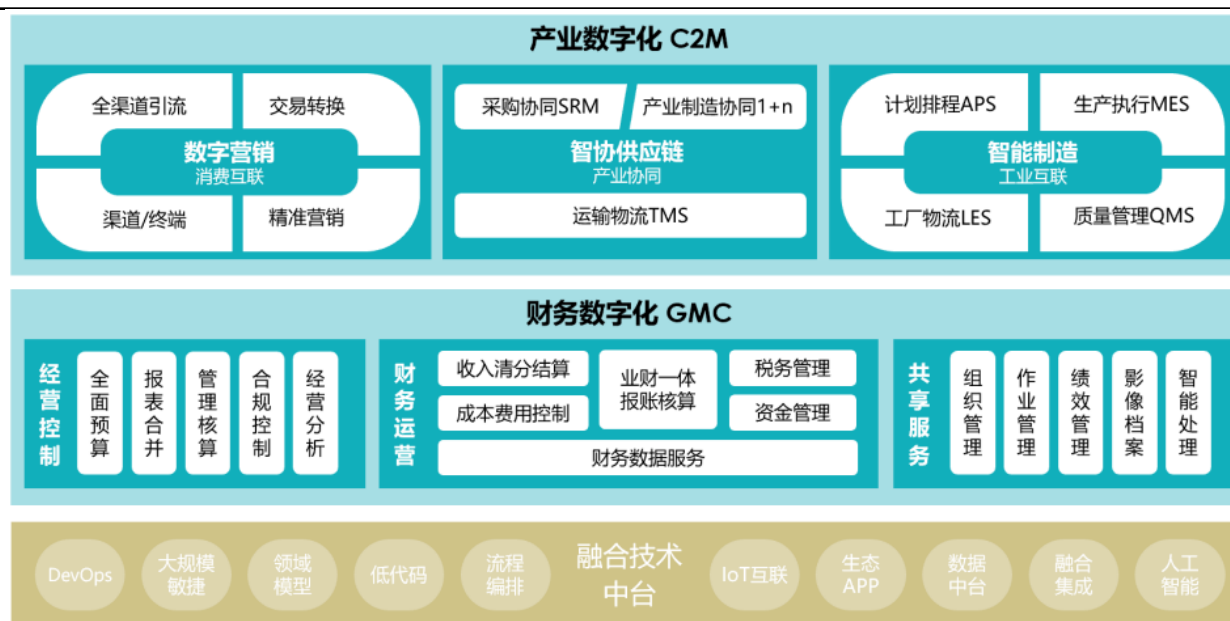 产业数字化 C2M
全渠道引流
交易转换
数字营销
消费互联
渠道/终端
精准营销
采购协同SRM
产业制造协同1+n
智协供应链
产业协同
运输物流TMS
计划排程APS
生产执行MES
智能制造
工业互联
工厂物流LES
质量管理QMS
财务数字化 GMC
经营控制
全面预算
报表合并
管理核算
合规控制
经营分析
财务运营
收入清分结算
成本费用控制
业财一体
报账核算
税务管理
资金管理
财务数据服务
共享服务
组织管理
作业管理
绩效管理
影像档案
智能处理
DevOps
大规模
敏捷
领域
模型
低代码
流程
编排
融合技术
中台
IoT互联
生态
APP
数据
中台
融合
集成
人工
智能